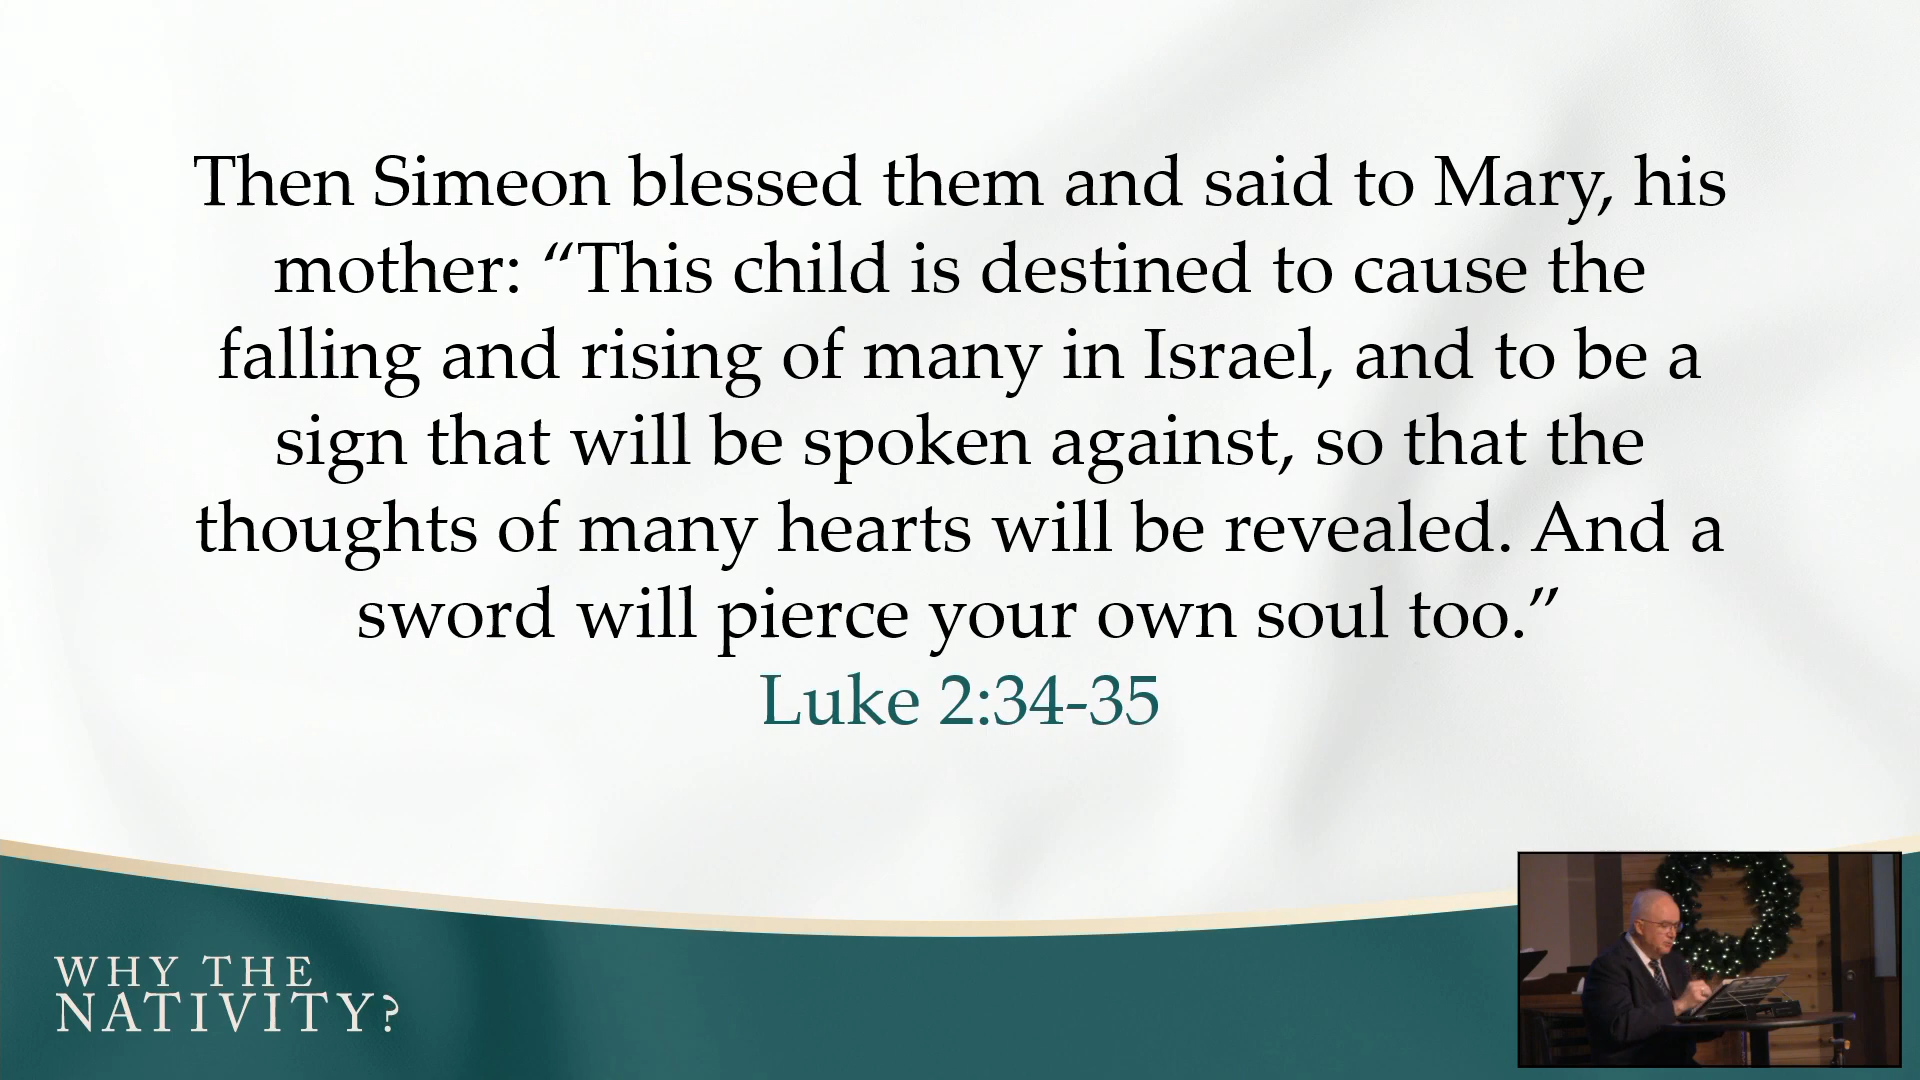 Then Simeon blessed them and said to Mary, his
mother: “This child is destined to cause the
falling and rising of many in Israel, and to be a
sign that will be spoken against, so that the
thoughts of many hearts will be revealed. And a
sword will pierce your own soul too.”
Luke 2:34-35
WHY THE
NATIVITY?